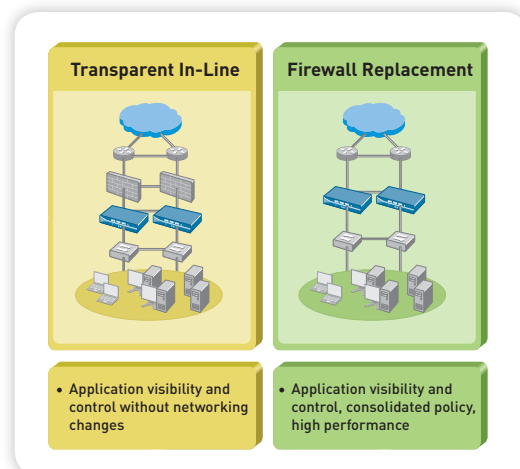 Transparent In-Line
Firewall Replacement
• Application visibility and
control without networking
changes
• Application visibility and
control, consolidated policy,
high performance